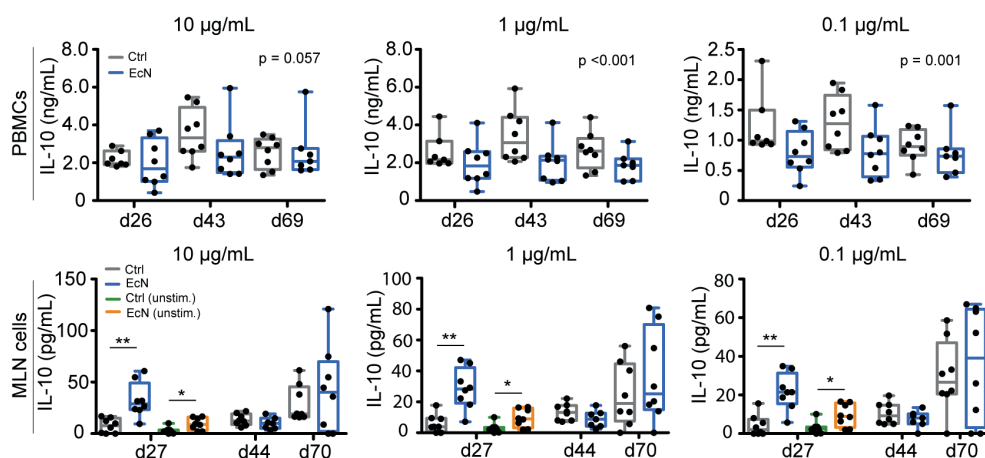 10 µg/mL
1 µg/mL
0.1 µg/mL
PBMCs
IL-10 (ng/mL)
8.0
6.0
4.0
2.0
0.0
Ctrl
EcN
p = 0.057
d26
d43
d69
IL-10 (ng/mL)
8.0
6.0
4.0
2.0
0.0
p <0.001
d26
d43
d69
IL-10 (ng/mL)
2.5
2.0
1.5
1.0
0.5
0.0
p = 0.001
d26
d43
d69
10 µg/mL
1 µg/mL
0.1 µg/mL
MLN cells
IL-10 (pg/mL)
150
100
50
0
Ctrl
EcN
Ctrl (unstim.)
EcN (unstim.)
**
*
d27
d44
d70
IL-10 (pg/mL)
100
80
60
40
20
0
**
*
d27
d44
d70
IL-10 (pg/mL)
80
60
40
20
0
**
*
d27
d44
d70